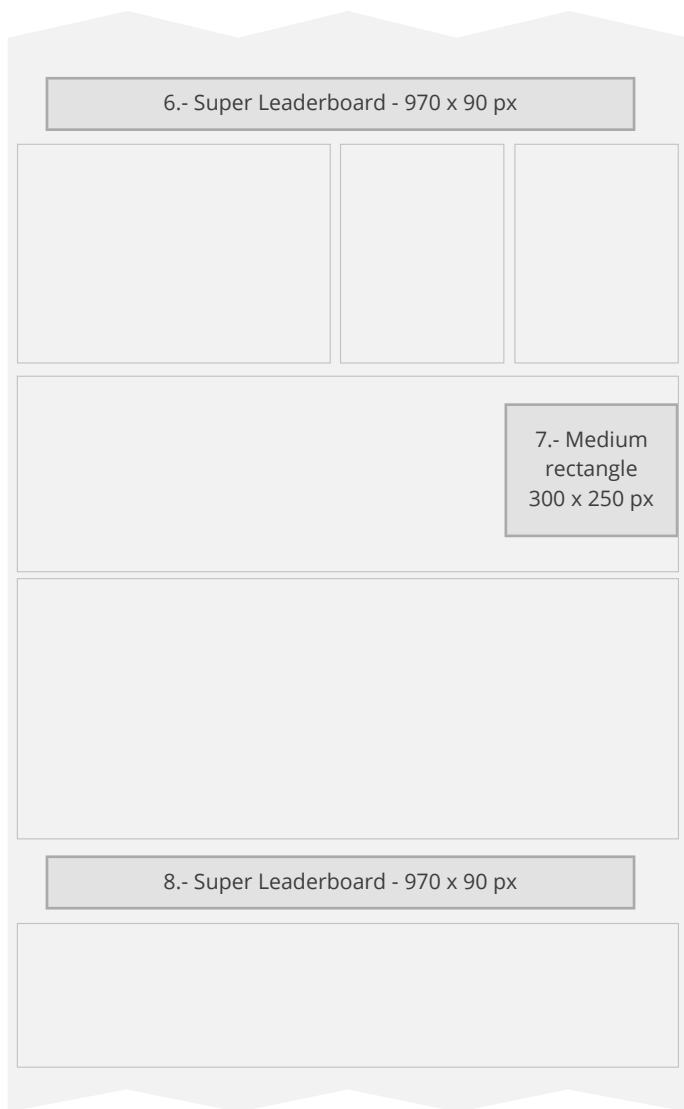 6.- Super Leaderboard - 970 x 90 px
7.- Medium
rectangle
300 x 250 px
8.- Super Leaderboard - 970 x 90 px